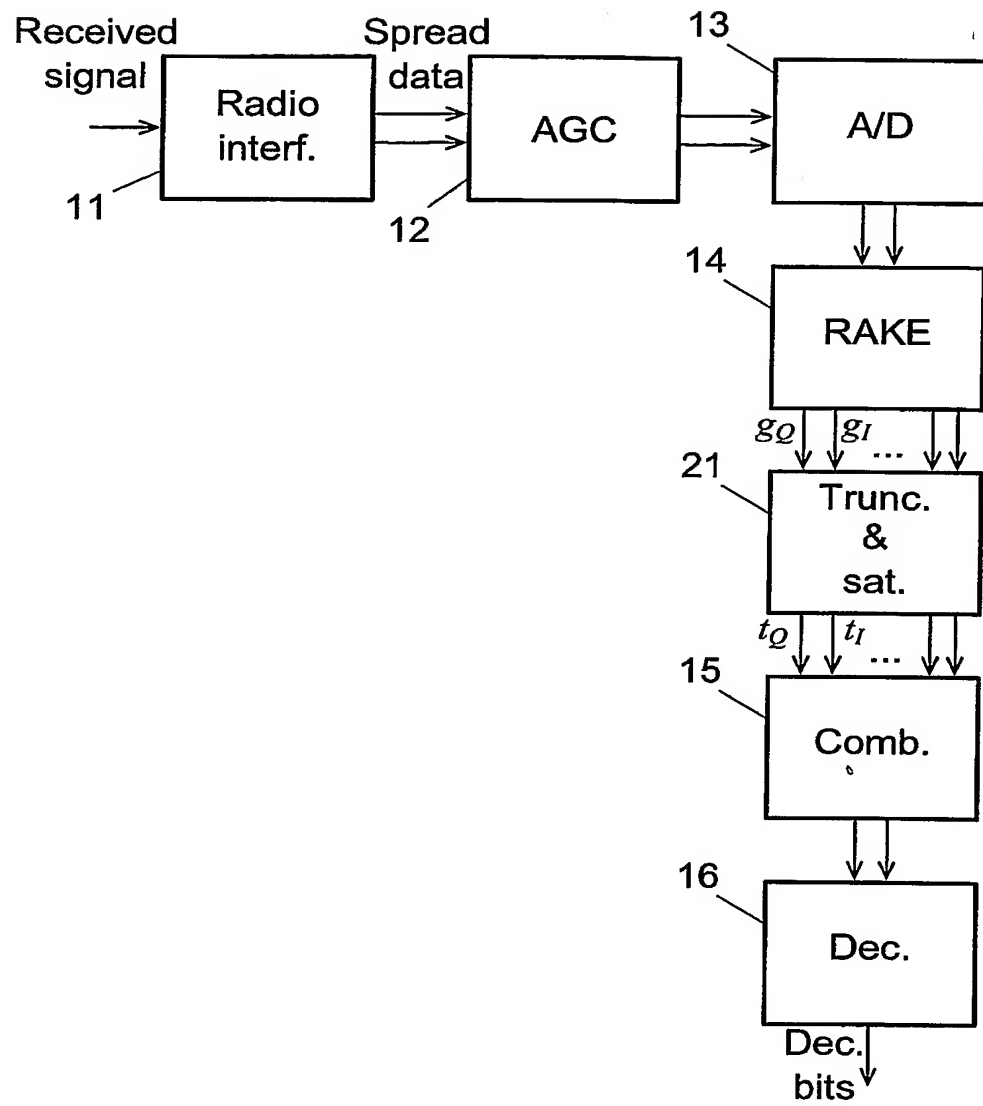 Received
signal
Spread
data
13
Radio
interf.
AGC
A/D
11
12
14
RAKE
gQ gI ...
21
Trunc.
&
sat.
tQ tI ...
15
Comb.
16
Dec.
Dec.
bits